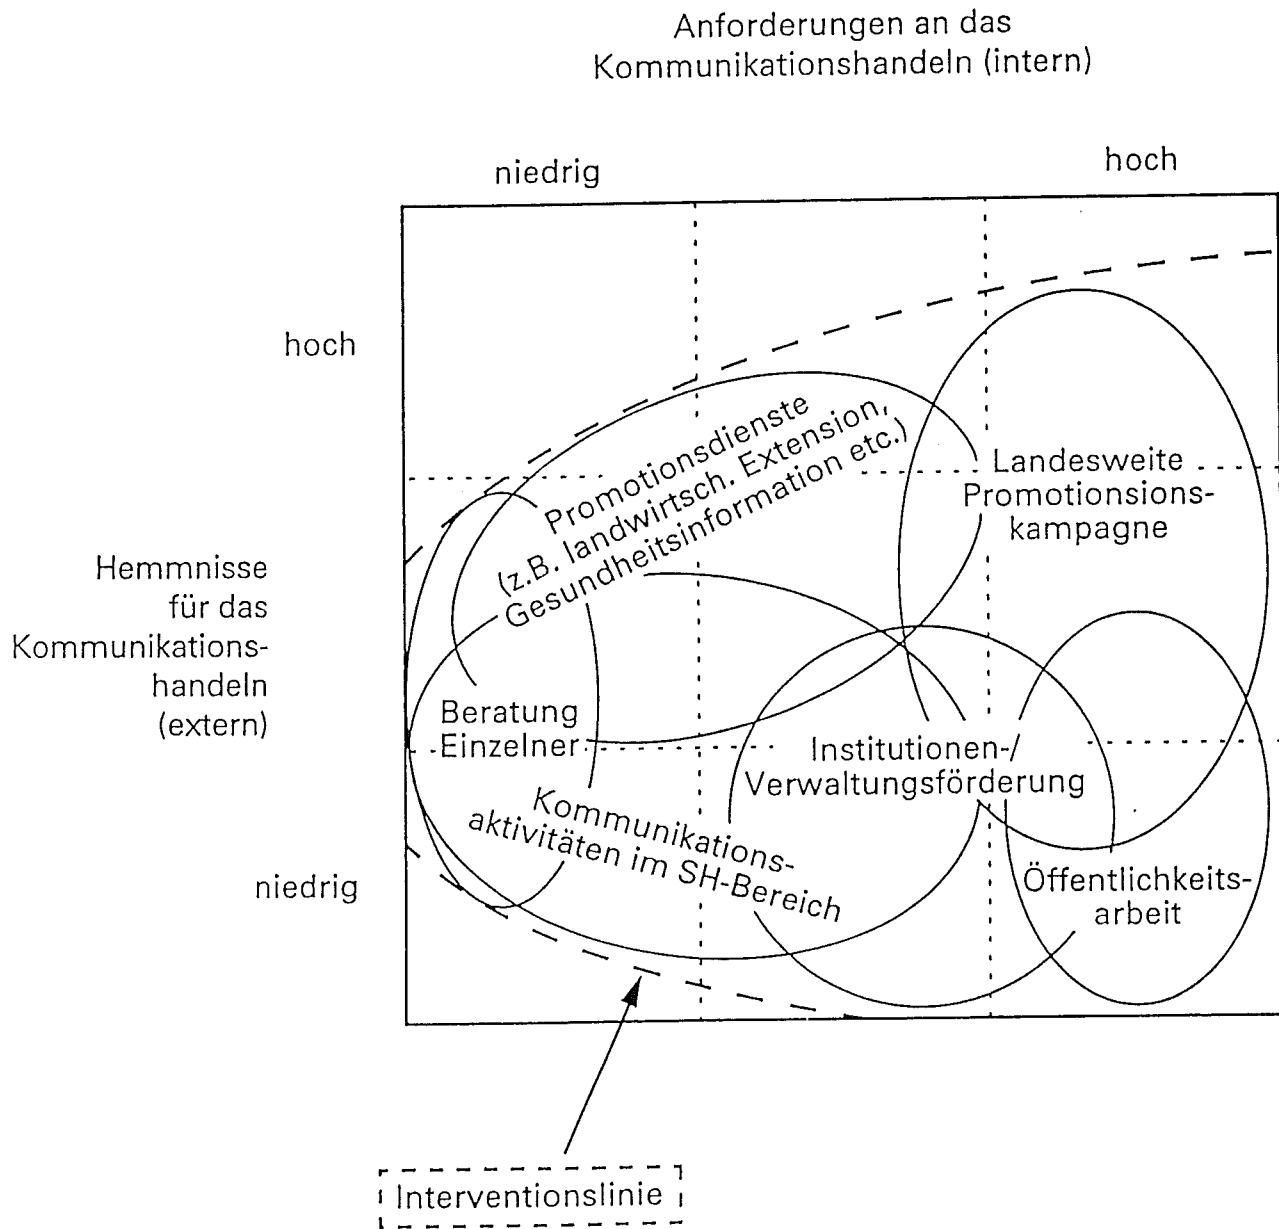 Anforderungen an das
Kommunikationshandeln (intern)
niedrig
hoch
hoch
Promotionsdienste
(z.B. landwirtsch. Extension,
Gesundheitsinformation etc.)
Landesweite
Promotionsions-
kampagne
Hemmnisse
für das
Kommunikations-
handeln
(extern)
Beratung
Einzelner
Institutionen-/
Verwaltungsförderung
Kommunikations-
aktivitäten im SH-Bereich
niedrig
Öffentlichkeits-
arbeit
Interventionslinie